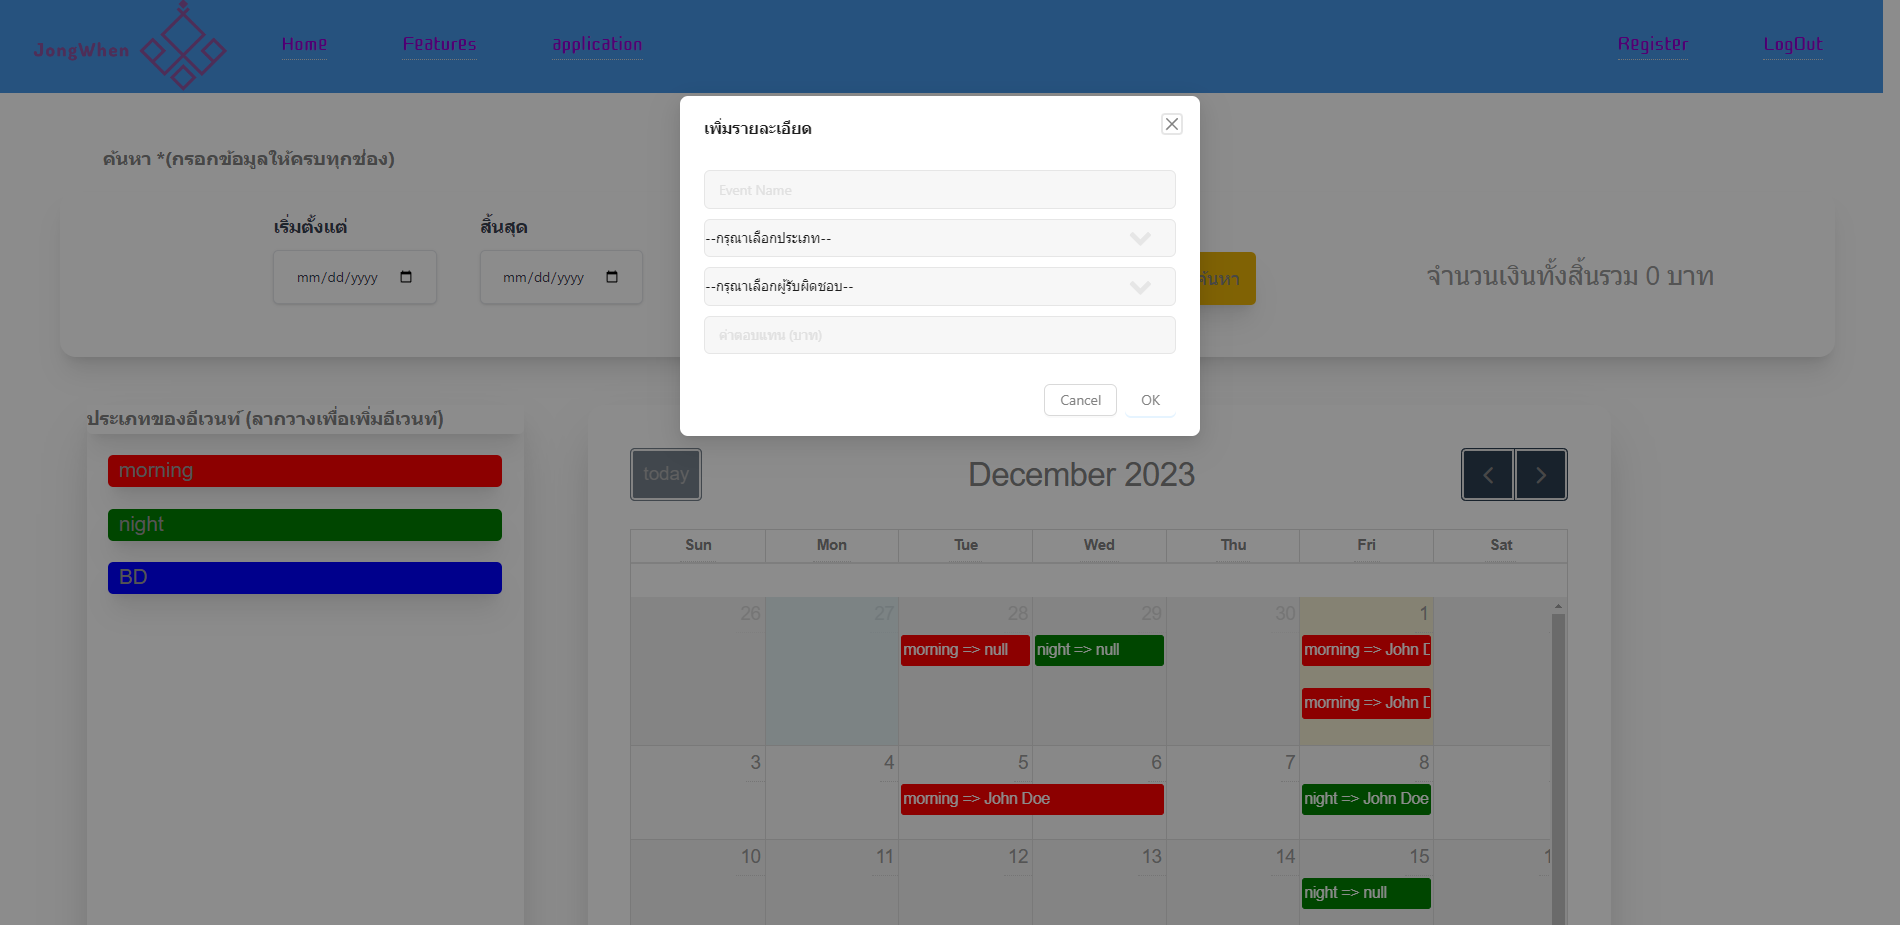 JongWhen
Home
Features
application
Register
LogOut
เพิ่มรายละเอียด
Event Name
--กรุณาเลือกประเภท--
--กรุณาเลือกผู้รับผิดชอบ--
ค่าตอบแทน (บาท)
Cancel
OK
ค้นหา *(กรอกข้อมูลให้ครบทุกช่อง)
เริ่มตั้งแต่
สิ้นสุด
mm/dd/yyyy
mm/dd/yyyy
ค้นหา
จำนวนเงินทั้งสิ้นรวม 0 บาท
ประเภทของอีเวนท์ (ลากวางเพื่อเพิ่มอีเวนท์)
morning
night
BD
today
December 2023
Sun Mon Tue Wed Thu Fri Sat
26 27 28 29 30 1
morning => null
night => null
morning => John D
morning => John D
3 4 5 6 7 8
morning => John Doe
night => John Doe
10 11 12 13 14 15 1
night => null